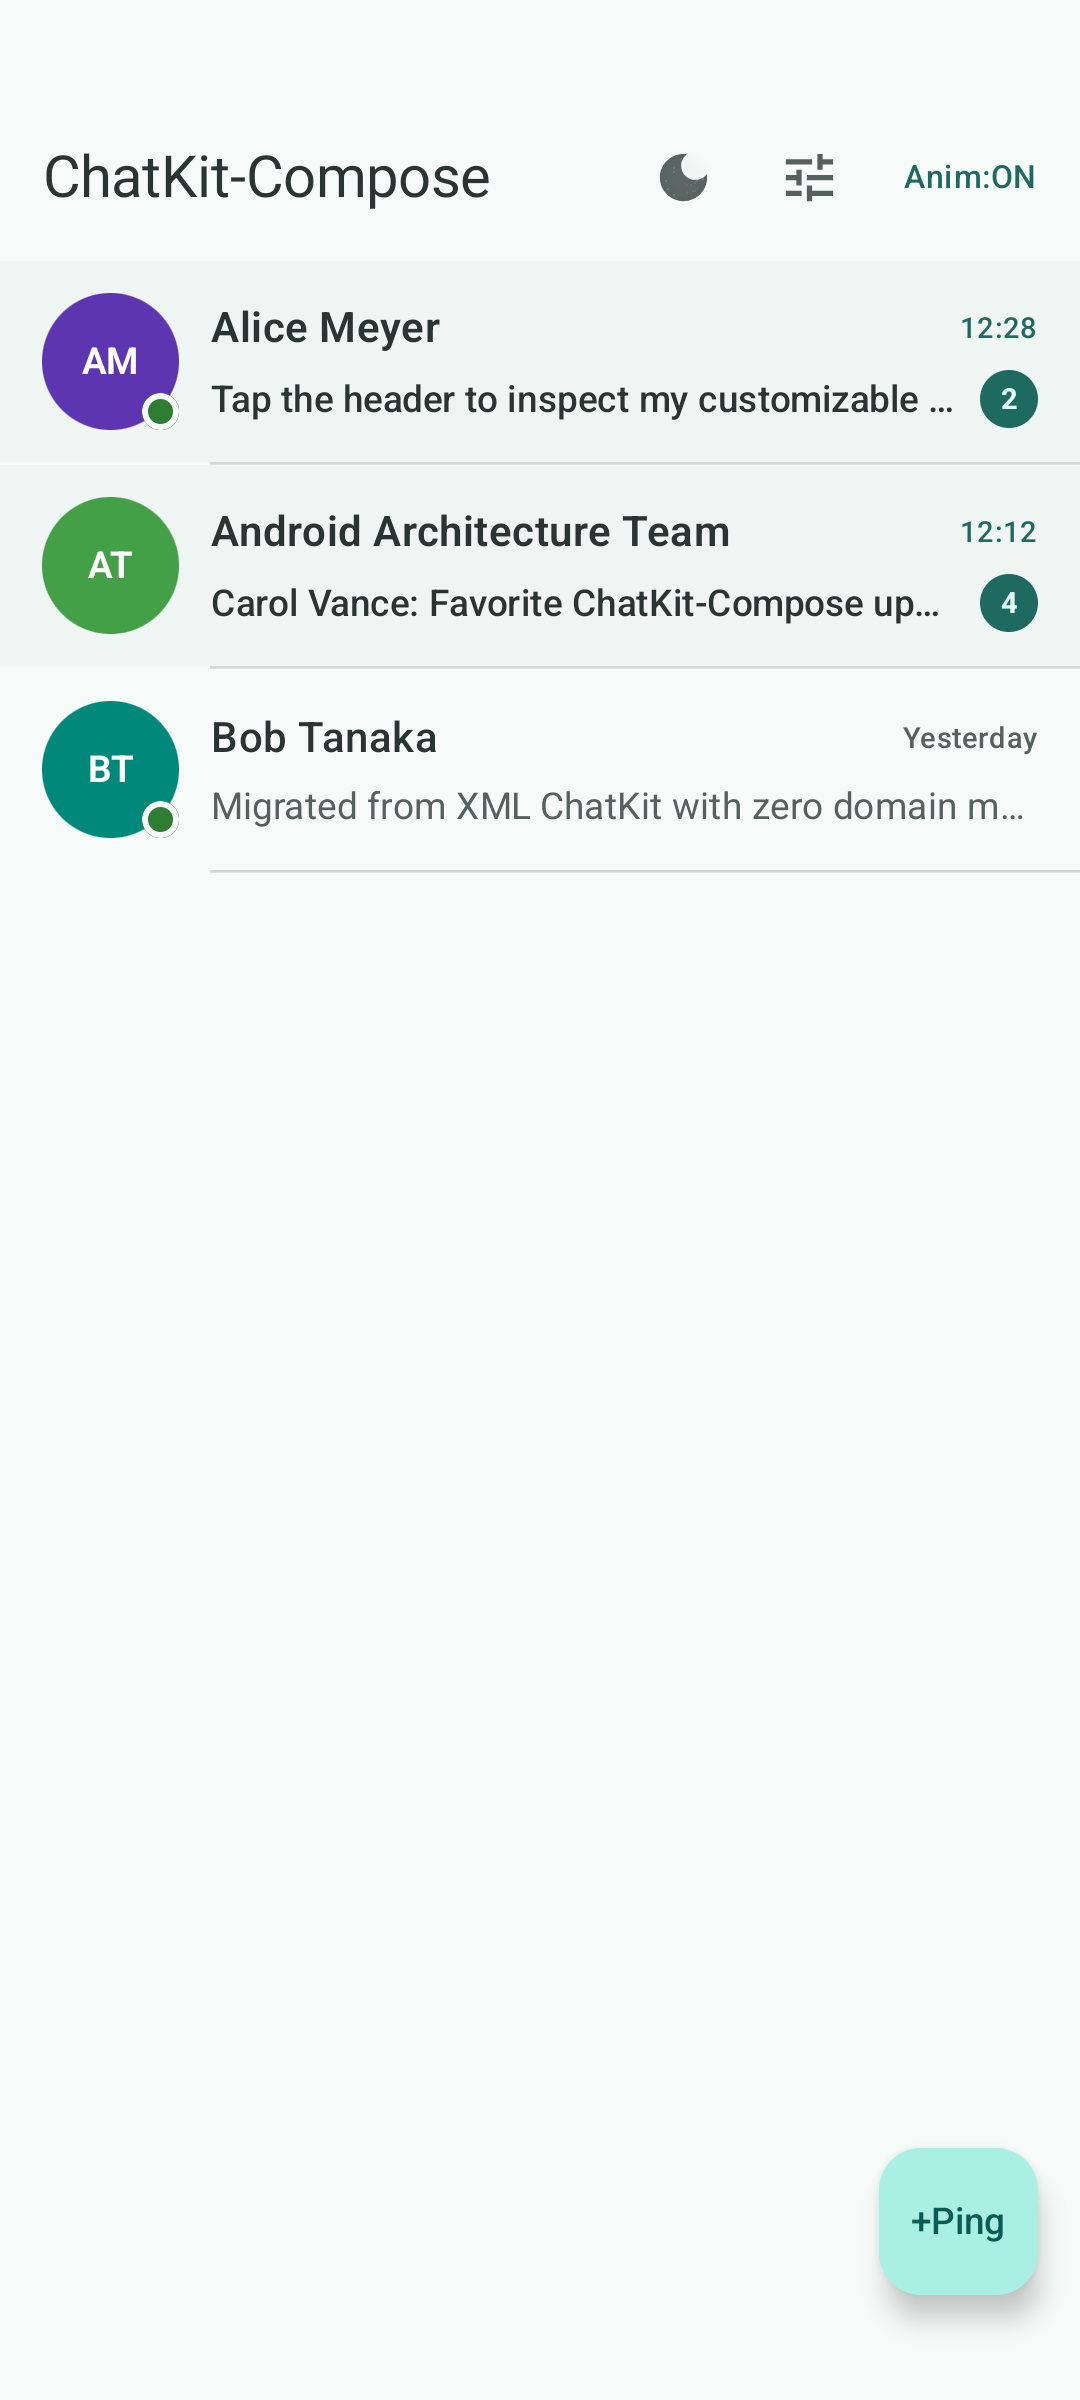 ChatKit-Compose
Anim:ON
AM
Alice Meyer
12:28
Tap the header to inspect my customizable ...
2
AT
Android Architecture Team
12:12
Carol Vance: Favorite ChatKit-Compose up...
4
BT
Bob Tanaka
Yesterday
Migrated from XML ChatKit with zero domain m...
+Ping